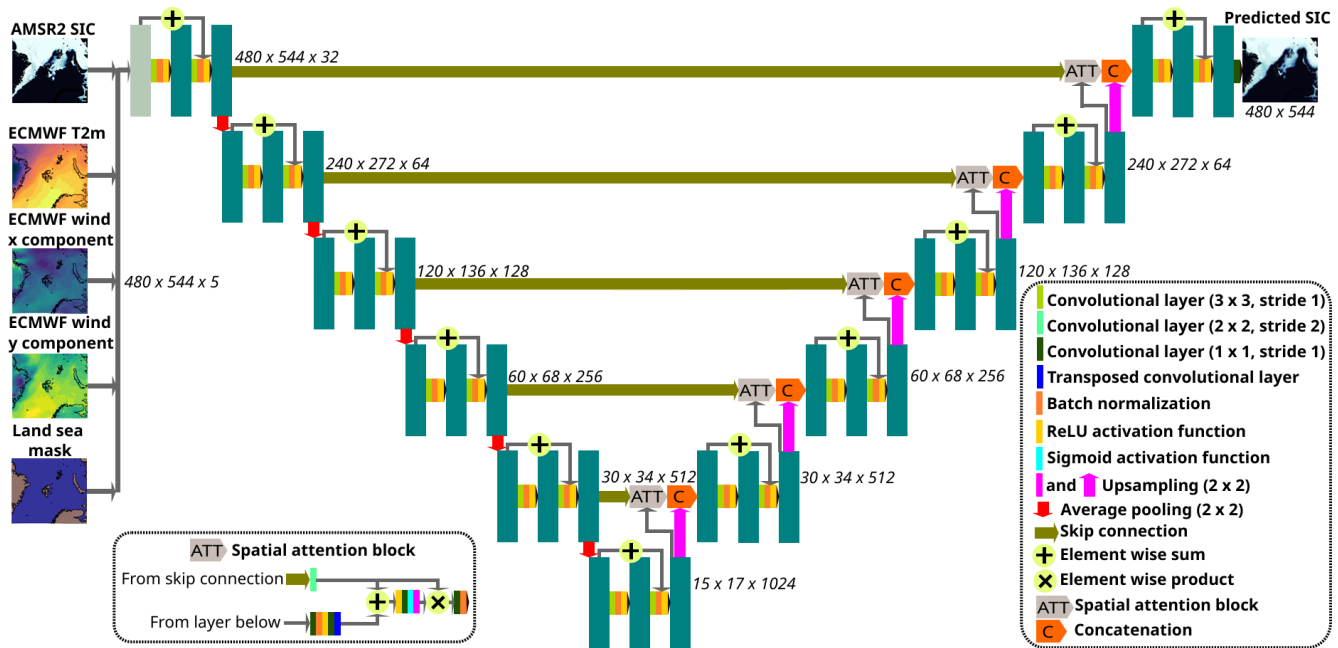 AMSR2 SIC
ECMWF T2m
ECMWF wind
x component
480 x 544 x 5
ECMWF wind
y component
Land sea
mask
480 x 544 x 32
240 x 272 x 64
120 x 136 x 128
60 x 68 x 256
30 x 34 x 512
15 x 17 x 1024
ATT
C
30 x 34 x 512
ATT
C
60 x 68 x 256
ATT
C
120 x 136 x 128
ATT
C
240 x 272 x 64
ATT
C
Predicted SIC
480 x 544
ATT Spatial attention block
From skip connection
From layer below
Convolutional layer (3 x 3, stride 1)
Convolutional layer (2 x 2, stride 2)
Convolutional layer (1 x 1, stride 1)
Transposed convolutional layer
Batch normalization
ReLU activation function
Sigmoid activation function
and Upsampling (2 x 2)
Average pooling (2 x 2)
Skip connection
Element wise sum
Element wise product
ATT Spatial attention block
C Concatenation